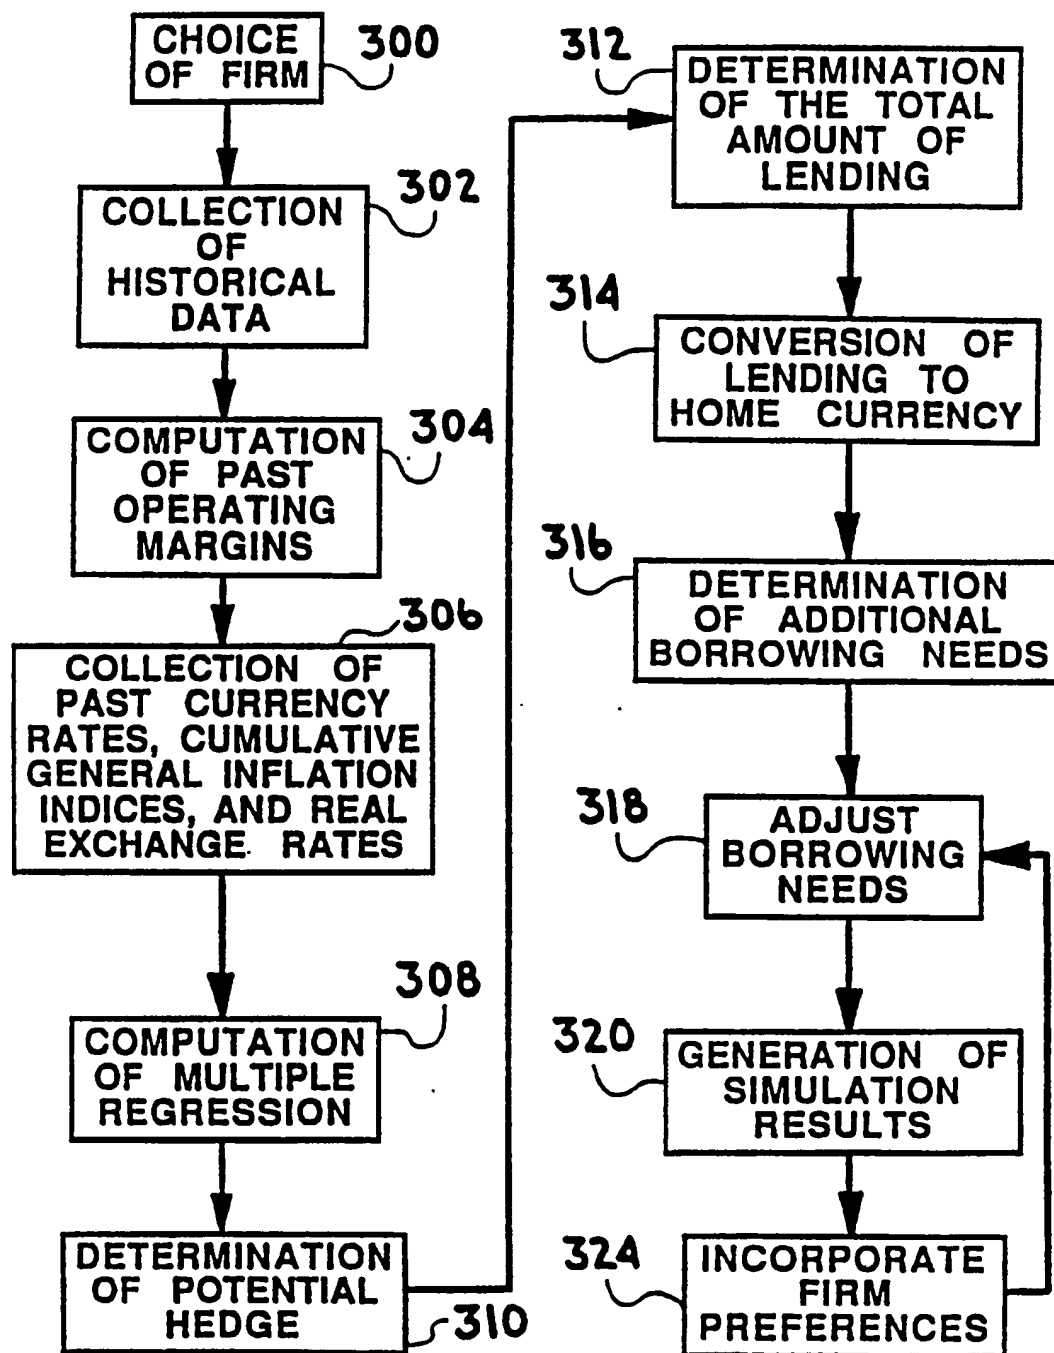 CHOICE
OF FIRM
300
COLLECTION
OF
HISTORICAL
DATA
302
COMPUTATION
OF PAST
OPERATING
MARGINS
304
306
COLLECTION OF
PAST CURRENCY
RATES, CUMULATIVE
GENERAL INFLATION
INDICES, AND REAL
EXCHANGE RATES
308
COMPUTATION
OF MULTIPLE
REGRESSION
DETERMINATION
OF POTENTIAL
HEDGE
310
312
DETERMINATION
OF THE TOTAL
AMOUNT OF
LENDING
314
CONVERSION OF
LENDING TO
HOME CURRENCY
316
DETERMINATION
OF ADDITIONAL
BORROWING NEEDS
318
ADJUST
BORROWING
NEEDS
320
GENERATION OF
SIMULATION
RESULTS
324
INCORPORATE
FIRM
PREFERENCES